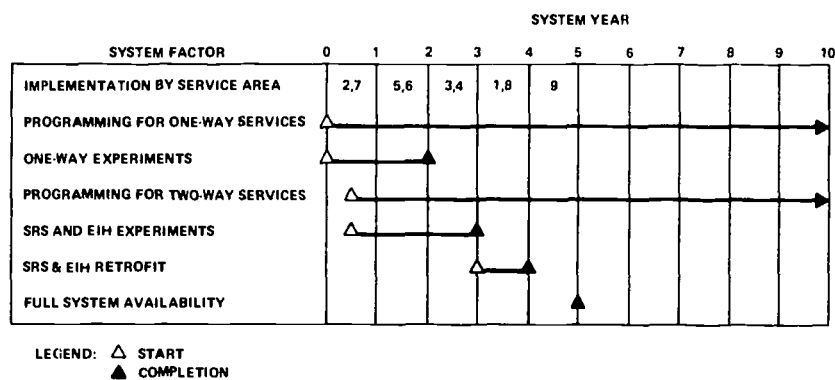 SYSTEM YEAR
SYSTEM FACTOR 0 1 2 3 4 5 6 7 8 9 10
IMPLEMENTATION BY SERVICE AREA 2,7 5,6 3,4 1,8 9
PROGRAMMING FOR ONE-WAY SERVICES
ONE-WAY EXPERIMENTS
PROGRAMMING FOR TWO-WAY SERVICES
SRS AND EIH EXPERIMENTS
SRS & EIH RETROFIT
FULL SYSTEM AVAILABILITY
LEGEND: △ START
▲ COMPLETION